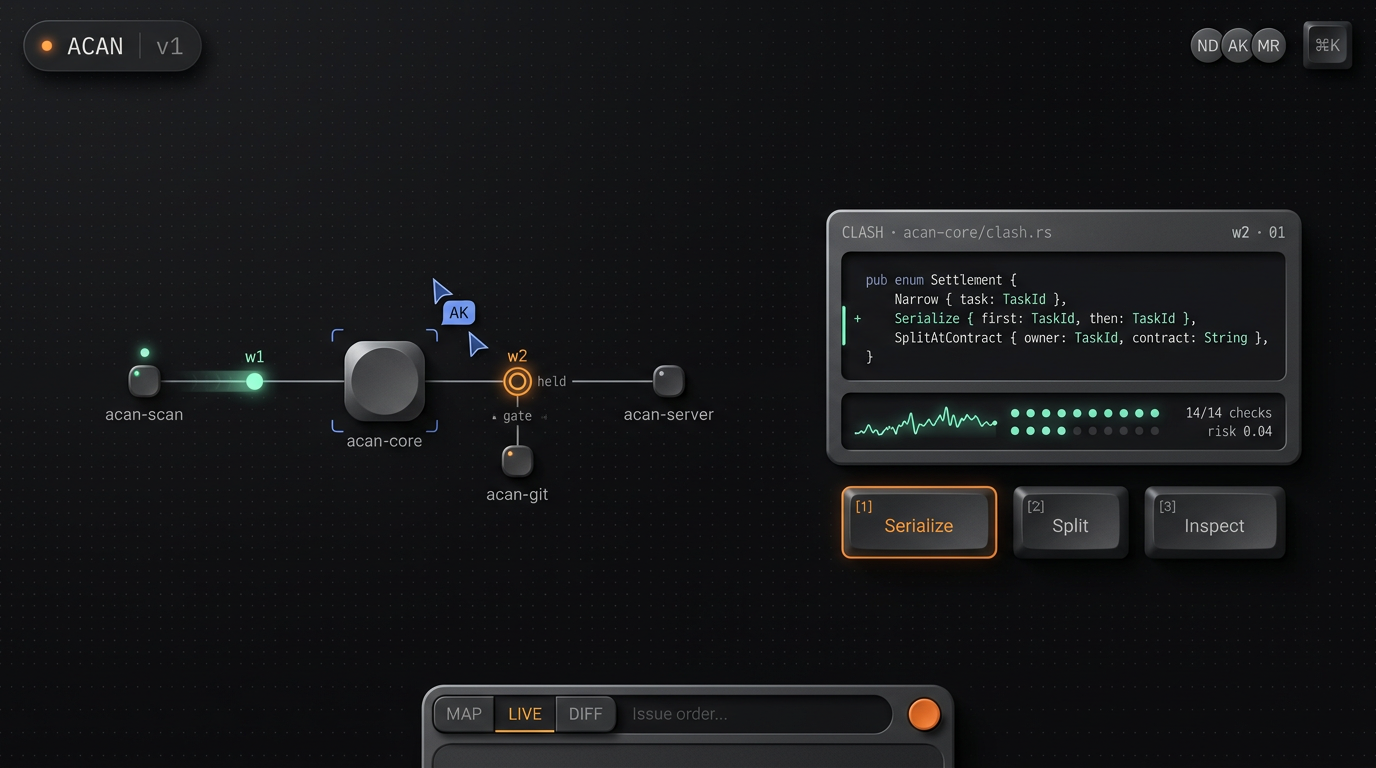 ACAN | v1
ND AK MR
⌘K
CLASH · acan-core/clash.rs
w2 · 01
pub enum Settlement {
    Narrow { task: TaskId },
+    Serialize { first: TaskId, then: TaskId },
    SplitAtContract { owner: TaskId, contract: String },
}
14/14 checks
risk 0.04
[1]
Serialize
[2]
Split
[3]
Inspect
AK
w1
w2
held
gate
acan-scan
acan-core
acan-server
acan-git
MAP
LIVE
DIFF
Issue order...